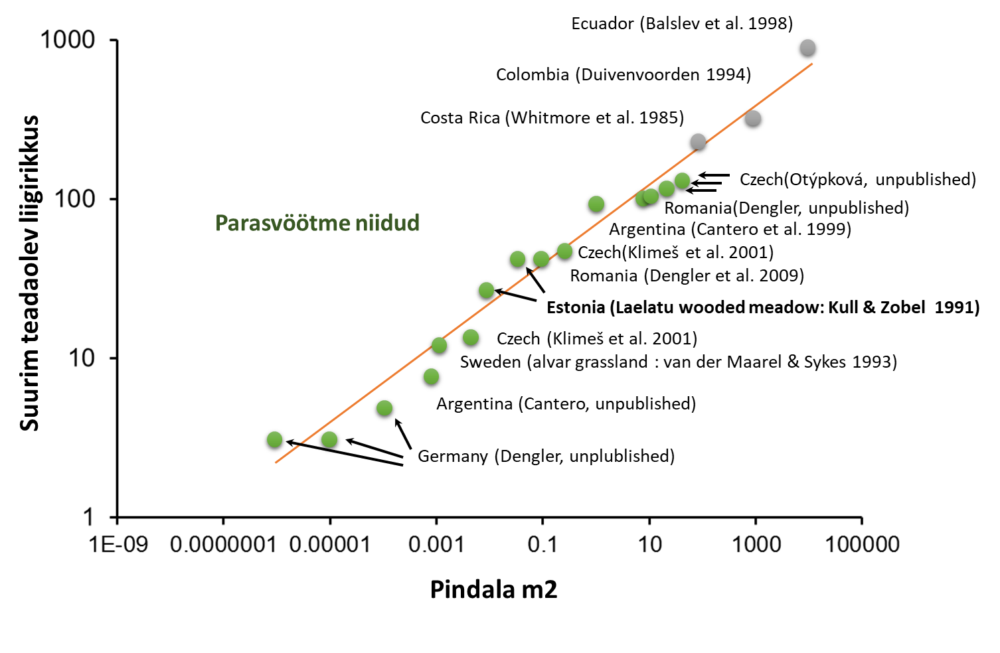 Ecuador (Balslev et al. 1998)
1000
Colombia (Duivenvoorden 1994)
Costa Rica (Whitmore et al. 1985)
Czech(Otýpková, unpublished)
100
Romania(Dengler, unpublished)
Parasvöötme niidud
Argentina (Cantero et al. 1999)
Czech(Klimeš et al. 2001)
Romania (Dengler et al. 2009)
Estonia (Laelatu wooded meadow: Kull & Zobel 1991)
Czech (Klimeš et al. 2001)
10
Sweden (alvar grassland : van der Maarel & Sykes 1993)
Argentina (Cantero, unpublished)
Germany (Dengler, unplublished)
1
Suurim teadaolev liigirikkus
1E-09 0.0000001 0.00001 0.001 0.1 10 1000 100000
Pindala m2